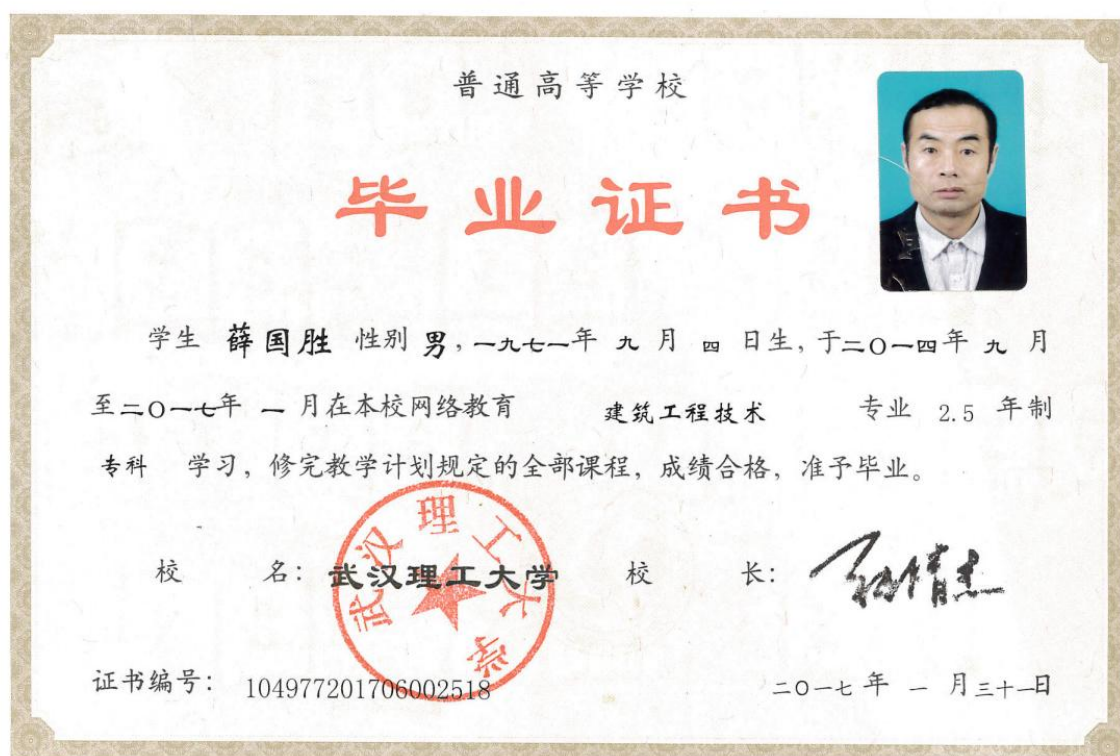 普通高等学校
毕业证书
学生 薛国胜 性别 男，一九七一年 九 月 四 日生，于二〇一四年 九 月
至二〇一七年 一 月在本校网络教育 建筑工程技术 专业 2.5 年制
专科 学习，修完教学计划规定的全部课程，成绩合格，准予毕业。
校 名：武汉理工大学 校 长：
武汉理工大学
证书编号：104977201706002518 二〇一七 年 一 月三十一日